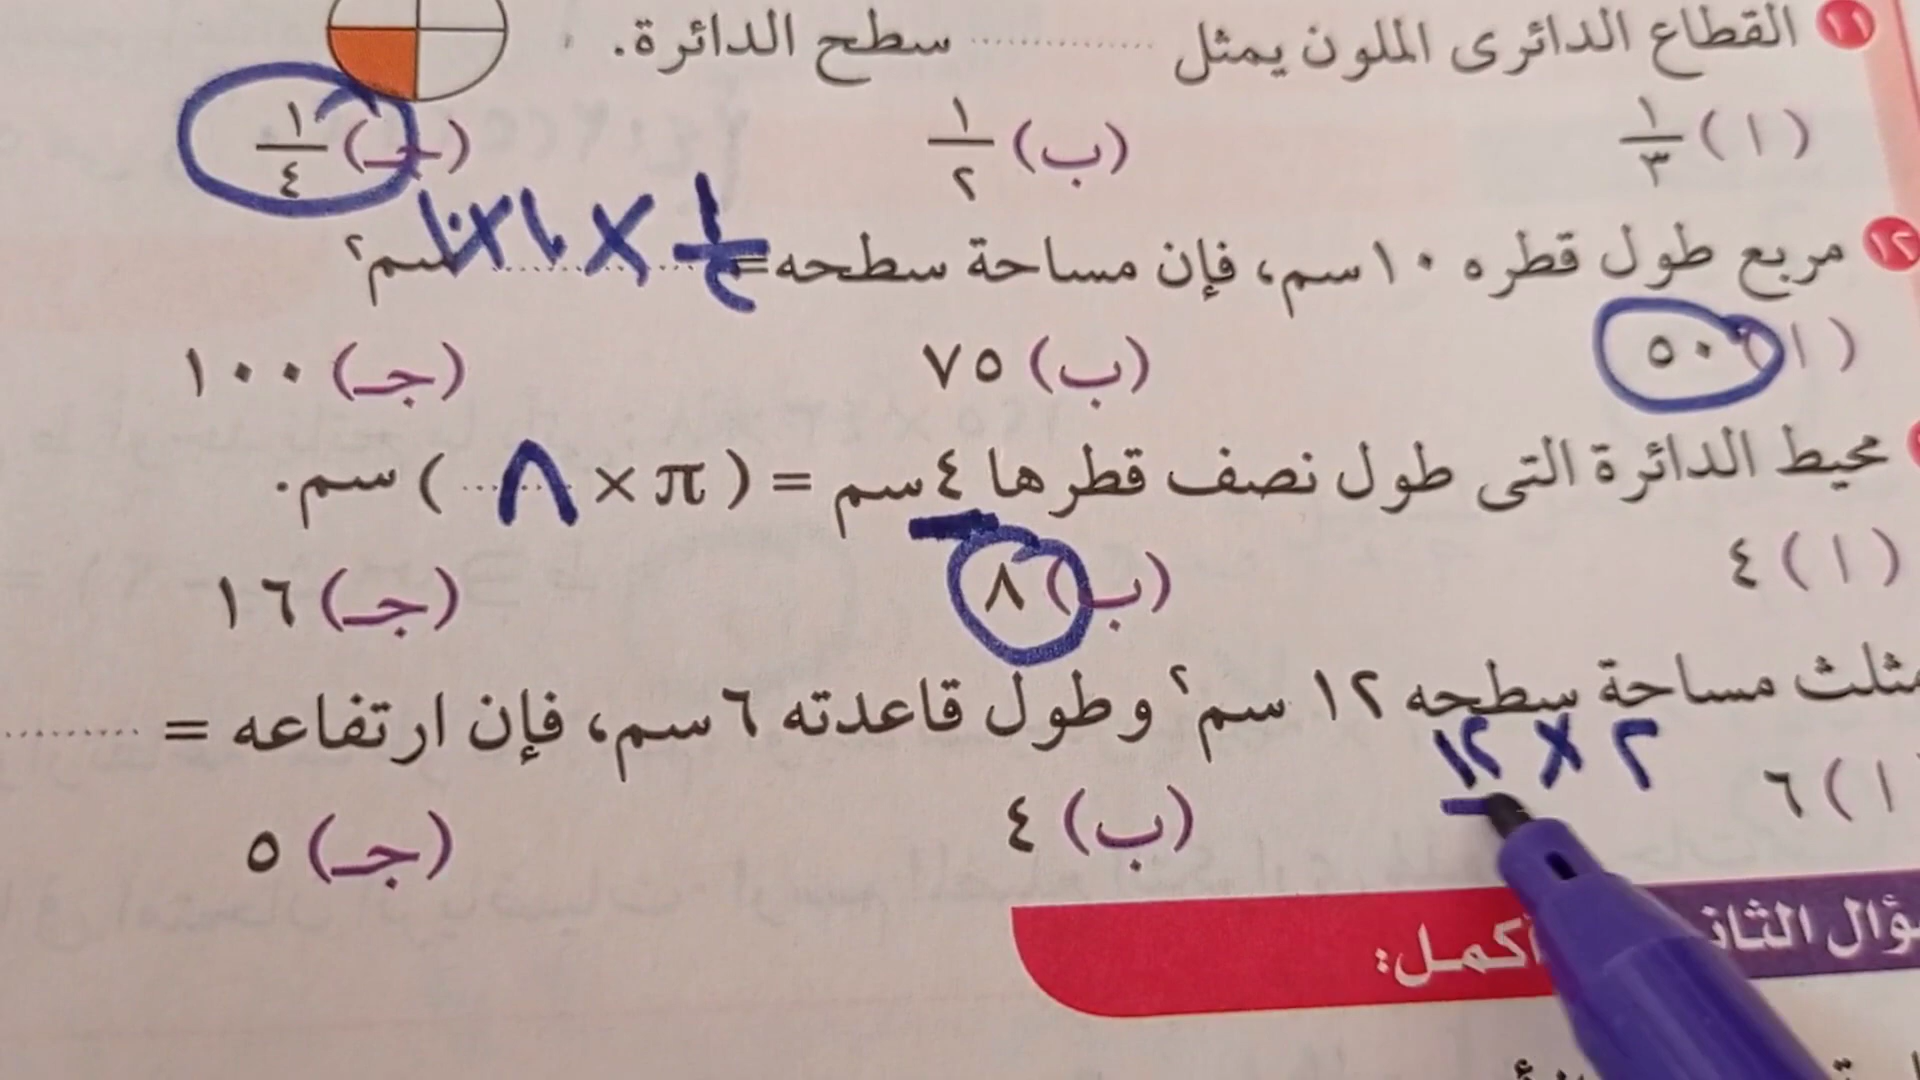 ١١ القطاع الدائرى الملون يمثل .......... سطح الدائرة.
(ا) ١/٣ (ب) ١/٢ (جـ) ١/٤
١٢ مربع طول قطره ١٠ سم، فإن مساحة سطحه = .......... سم٢
١/٢ × ١٠ × ١٠
(ا) ٥٠ (ب) ٧٥ (جـ) ١٠٠
محيط الدائرة التى طول نصف قطرها ٤ سم = (π × ٨) سم.
(ا) ٤ (ب) ٨ (جـ) ١٦
مثلث مساحة سطحه ١٢ سم٢ وطول قاعدته ٦ سم، فإن ارتفاعه = ..........
١٢ × ٢
(ا) ٦ (ب) ٤ (جـ) ٥
أكمل: